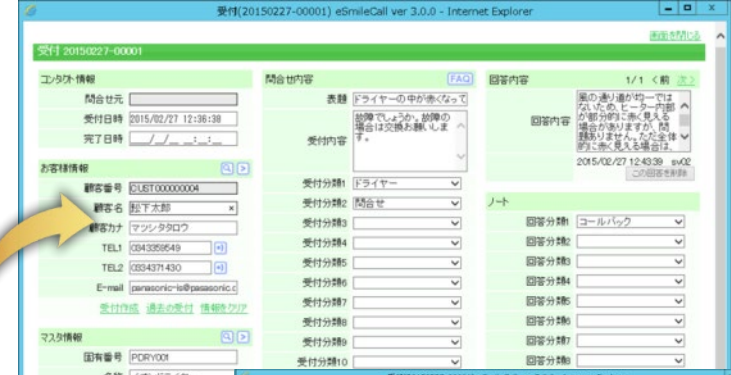 受付(20150227-00001) eSmileCall ver 3.0.0 - Internet Explorer
画面を閉じる
受付 20150227-00001
コンタクト情報
問合せ元
受付日時 2015/02/27 12:36:38
完了日時 __/__/__ __:__:__
お客様情報
顧客番号 CUST000000004
顧客名 松下太郎 ×
顧客カナ マツシタタロウ
TEL1 0343358549
TEL2 0334371430
E-mail panasonic-is@panasonic.c
受付作成 過去の受付 情報をクリア
マスタ情報
固有番号 PDRY001
問合せ内容 FAQ
表題 ドライヤーの中が赤くなって
受付内容 故障でしょうか。故障の
場合は交換お願いしま
す。
受付分類1 ドライヤー
受付分類2 問合せ
受付分類3
受付分類4
受付分類5
受付分類6
受付分類7
受付分類8
受付分類9
受付分類10
回答内容 1/1 <前 次>
回答内容 風の通り道が均一では
ないため、ヒーター内部
が部分的に赤く見える
場合がありますが、問
題ありません。ただ全体
的に赤く見える場合は、
2015/02/27 12:43:39 sv02
この回答を削除
ノート
回答分類1 コールバック
回答分類2
回答分類3
回答分類4
回答分類5
回答分類6
回答分類7
回答分類8